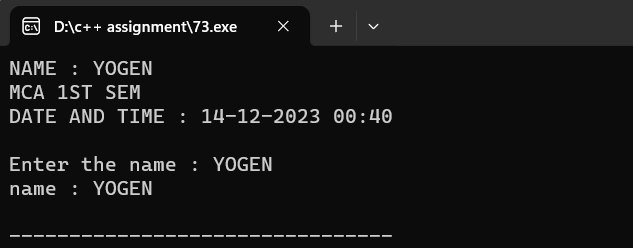 D:\c++ assignment\73.exe
NAME : YOGEN
MCA 1ST SEM
DATE AND TIME : 14-12-2023 00:40
Enter the name : YOGEN
name : YOGEN
--------------------------------